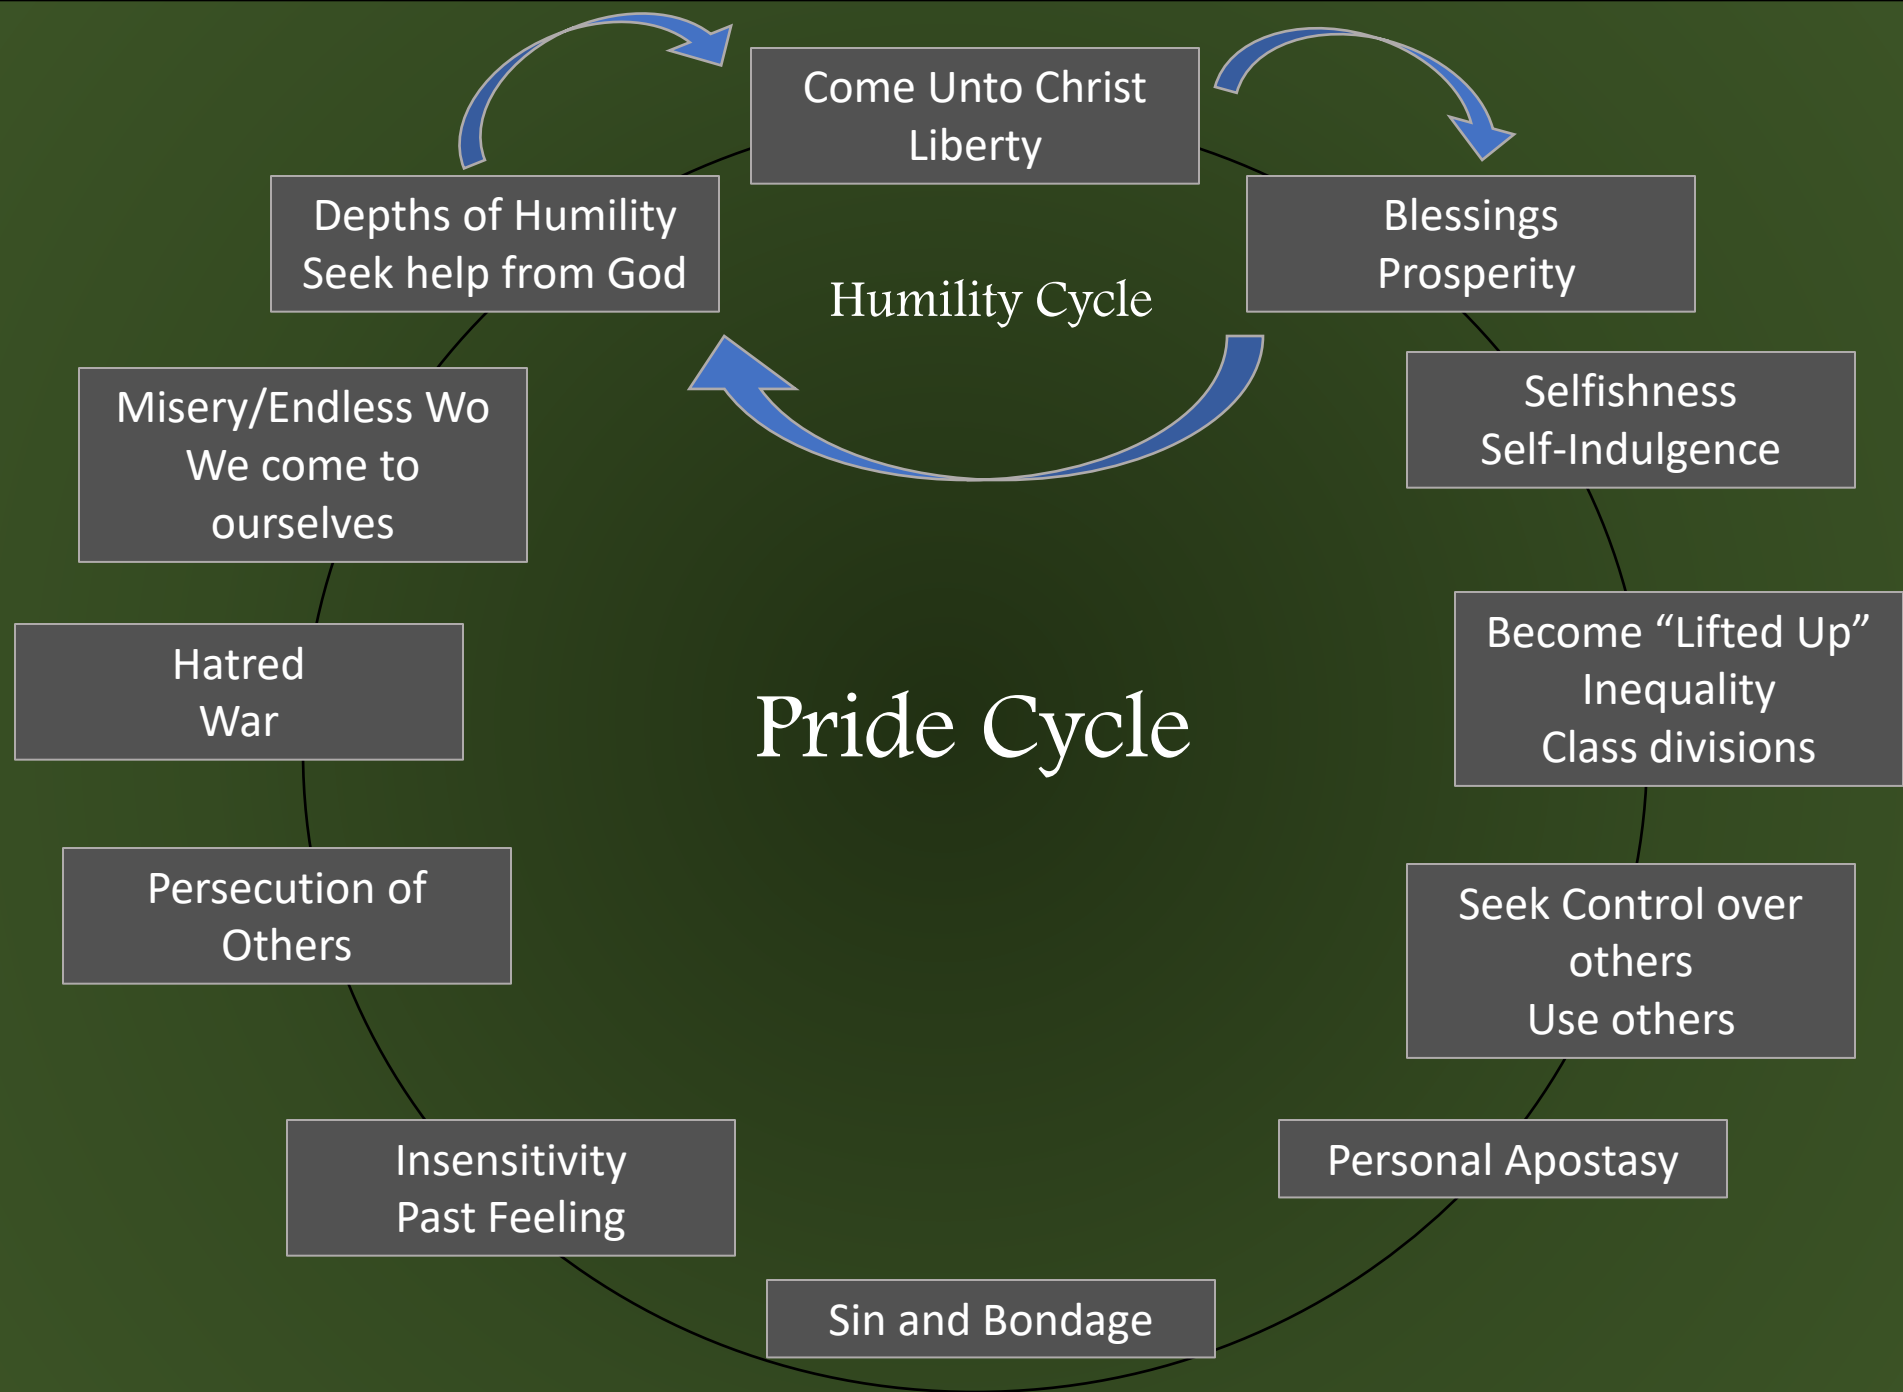 Come Unto Christ
Liberty
Blessings
Prosperity
Selfishness
Self-Indulgence
Become “Lifted Up”
Inequality
Class divisions
Seek Control over
others
Use others
Personal Apostasy
Sin and Bondage
Insensitivity
Past Feeling
Persecution of
Others
Hatred
War
Misery/Endless Wo
We come to
ourselves
Depths of Humility
Seek help from God
Humility Cycle
Pride Cycle